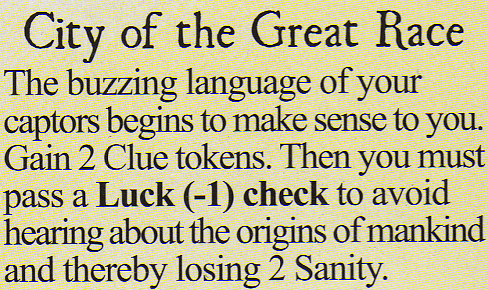 City of the Great Race
The buzzing language of your
captors begins to make sense to you.
Gain 2 Clue tokens. Then you must
pass a Luck (-1) check to avoid
hearing about the origins of mankind
and thereby losing 2 Sanity.